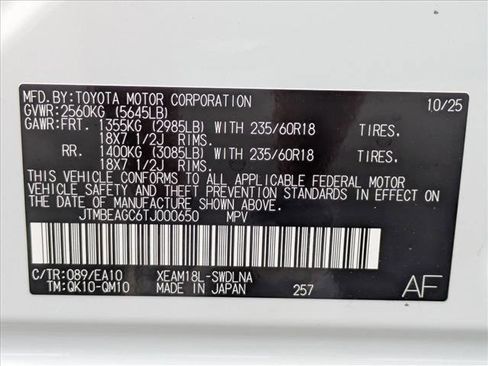 MFD.BY:TOYOTA MOTOR CORPORATION 10/25
GVWR:2560KG (5645LB)
GAWR:FRT. 1355KG (2985LB) WITH 235/60R18 TIRES.
18X7 1/2J RIMS.
RR. 1400KG (3085LB) WITH 235/60R18 TIRES.
18X7 1/2J RIMS.
THIS VEHICLE CONFORMS TO ALL APPLICABLE FEDERAL MOTOR
VEHICLE SAFETY AND THEFT PREVENTION STANDARDS IN EFFECT
ON THE DATE OF MANUFACTURE SHOWN ABOVE.
JTMBEAGC6TJ000650 MPV
C/TR:089/EA10 XEAM18L-SWDLNA
TM:QK10-QM10 MADE IN JAPAN 257 AF